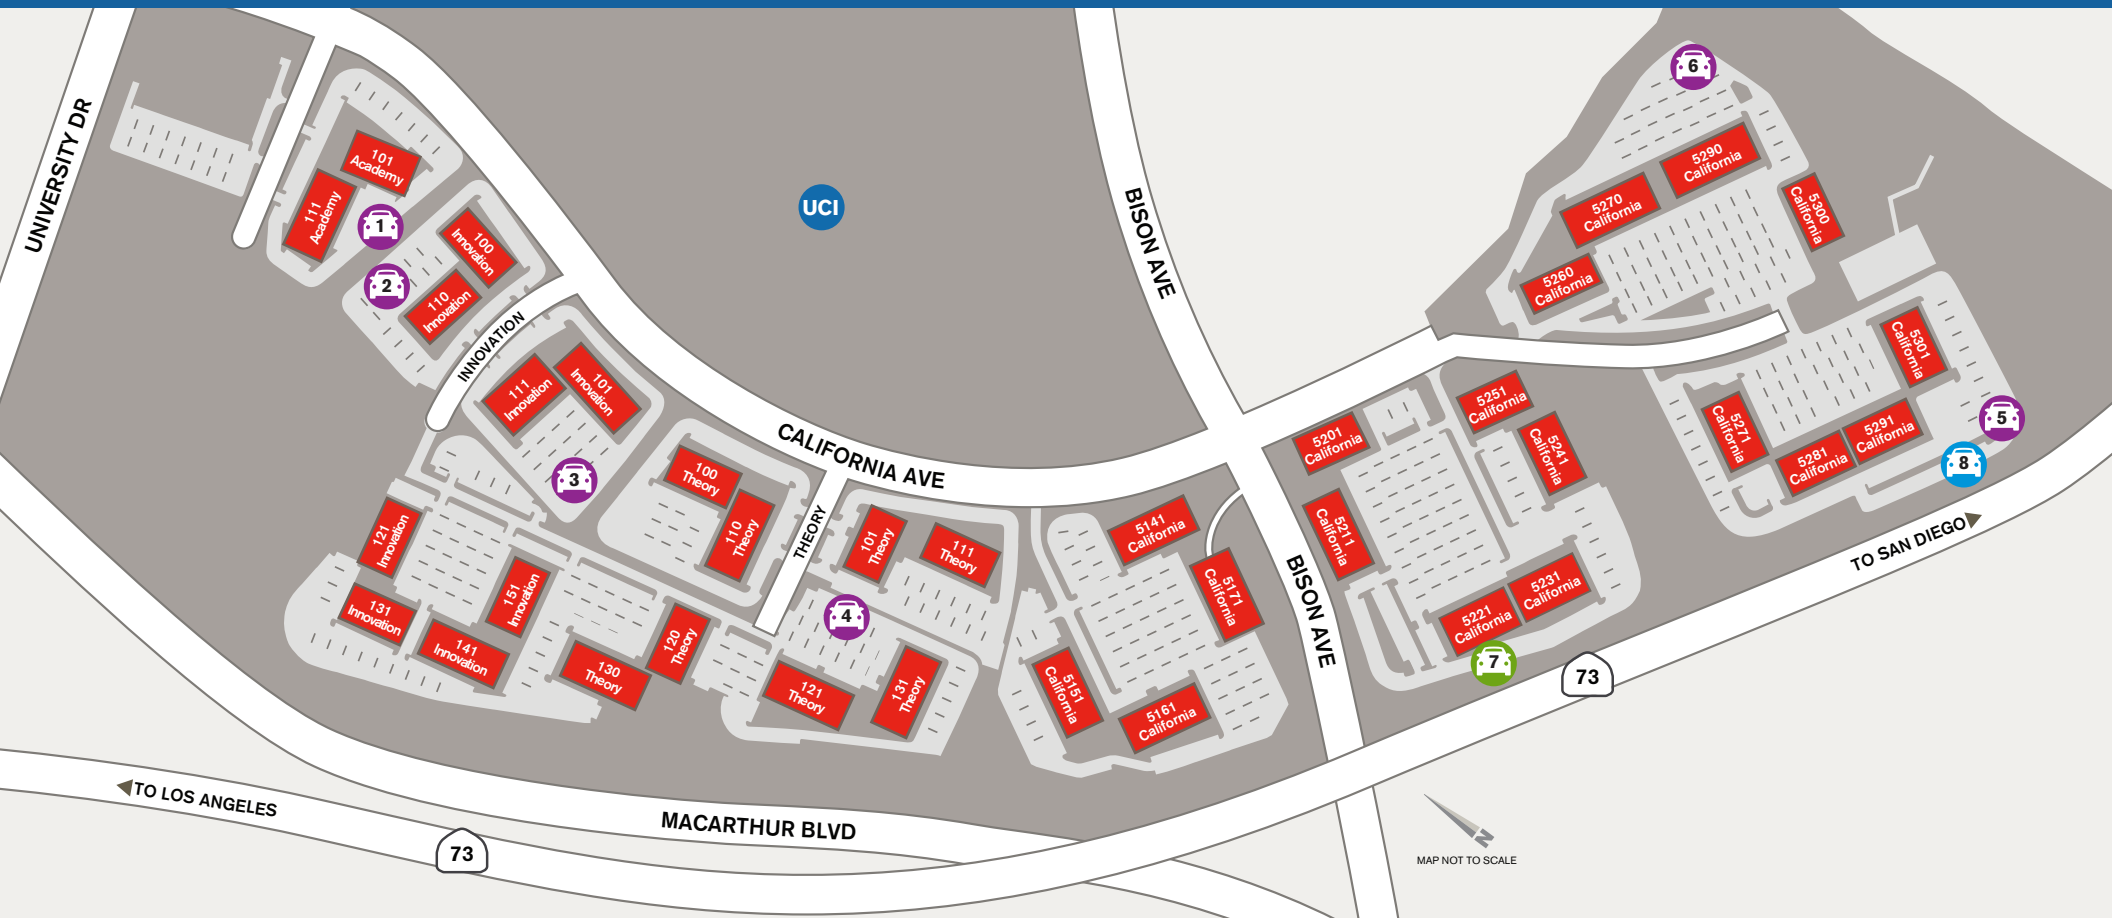 UNIVERSITY DR
101
Academy
111
Academy
1
2
100
Innovation
110
Innovation
INNOVATION
111
Innovation
101
Innovation
3
UCI
CALIFORNIA AVE
BISON AVE
100
Theory
110
Theory
THEORY
101
Theory
111
Theory
4
121
Innovation
131
Innovation
141
Innovation
151
Innovation
130
Theory
120
Theory
121
Theory
131
Theory
5141
California
5171
California
5151
California
5161
California
BISON AVE
5201
California
5211
California
5251
California
5241
California
5231
California
5221
California
7
73
6
5290
California
5270
California
5300
California
5260
California
5301
California
5271
California
5291
California
5281
California
5
8
TO SAN DIEGO
TO LOS ANGELES
73
MACARTHUR BLVD
N
MAP NOT TO SCALE